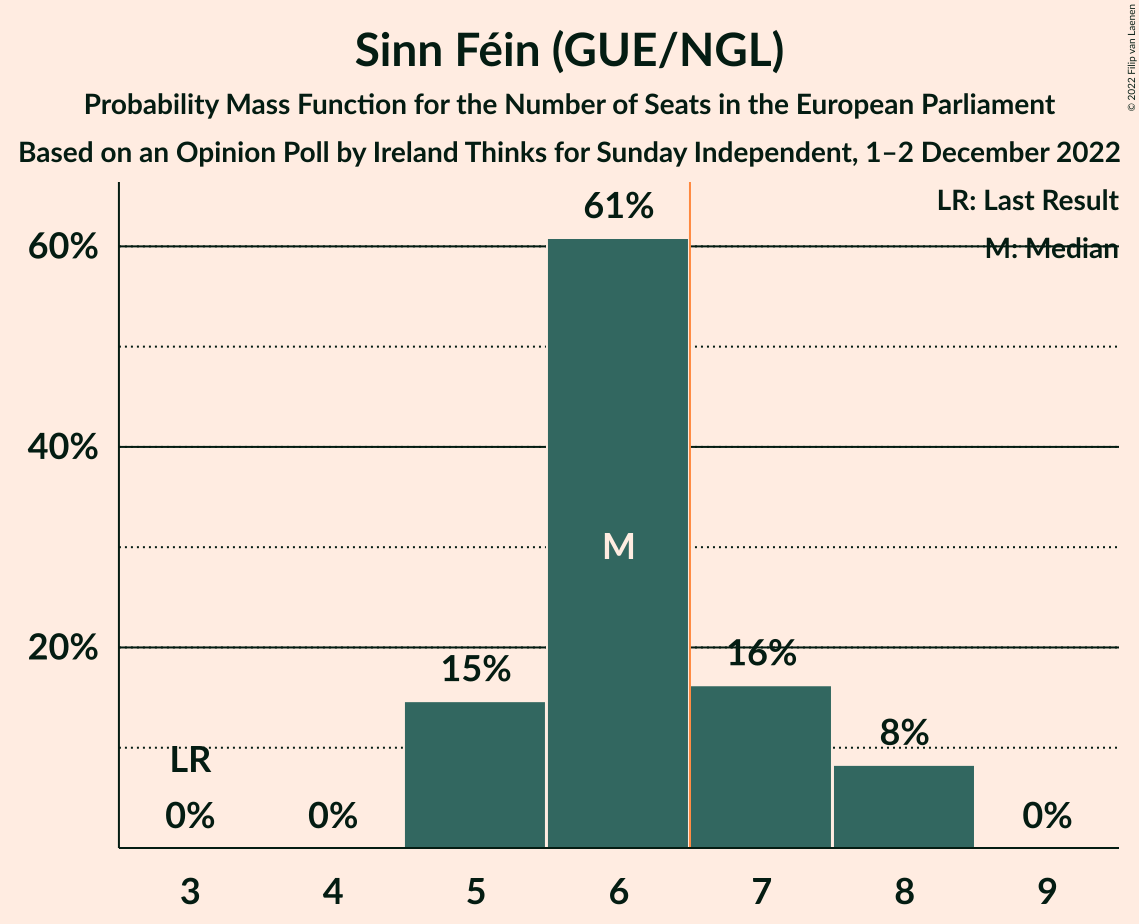 Sinn Féin (GUE/NGL)
Probability Mass Function for the Number of Seats in the European Parliament
Based on an Opinion Poll by Ireland Thinks for Sunday Independent, 1–2 December 2022
© 2022 Filip van Laenen
LR: Last Result
M: Median
60%
40%
20%
LR
0%
0%
15%
61%
M
16%
8%
0%
3 4 5 6 7 8 9